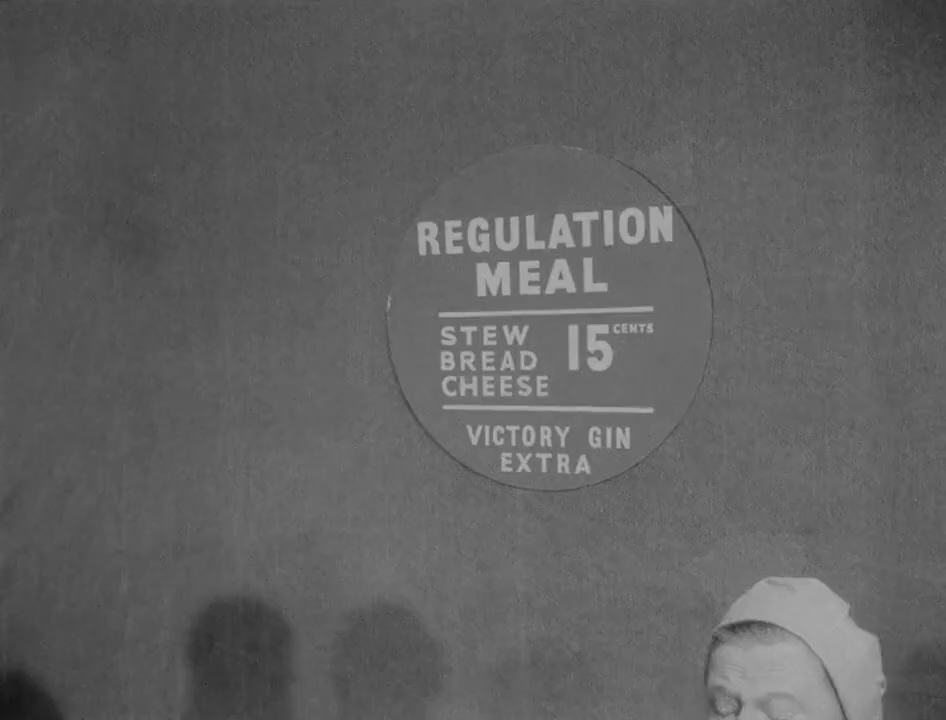 REGULATION
MEAL
STEW
BREAD
CHEESE
15 CENTS
VICTORY GIN
EXTRA